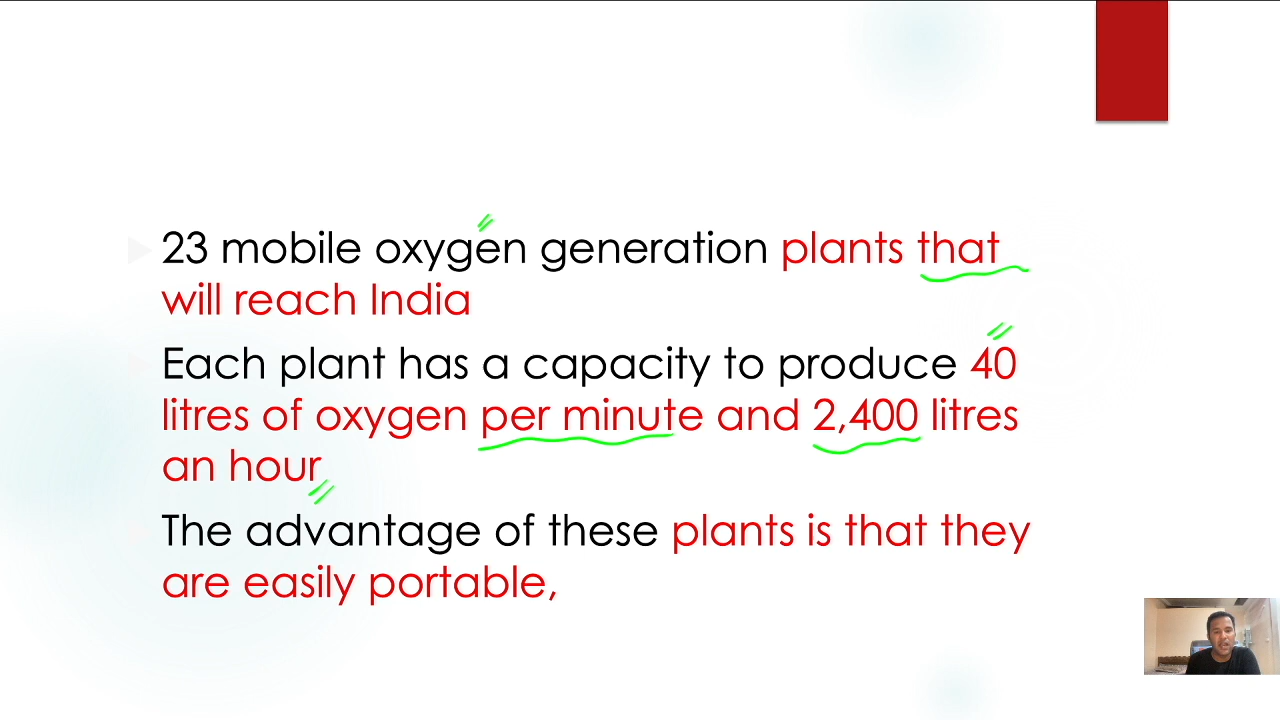 23 mobile oxygen generation plants that
will reach India
Each plant has a capacity to produce 40
litres of oxygen per minute and 2,400 litres
an hour
The advantage of these plants is that they
are easily portable,